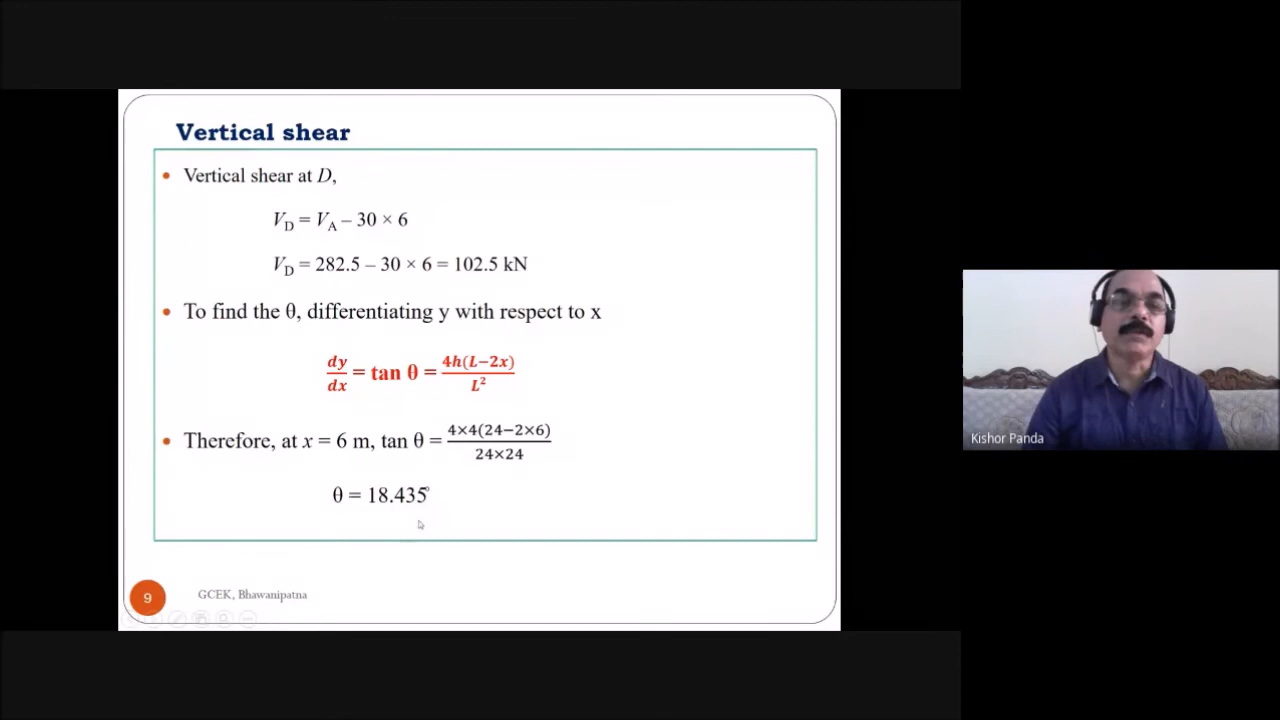 Vertical shear
• Vertical shear at D,
V_D = V_A – 30 × 6
V_D = 282.5 – 30 × 6 = 102.5 kN
• To find the θ, differentiating y with respect to x
dy/dx = tan θ = 4h(L−2x)/L²
• Therefore, at x = 6 m, tan θ = 4×4(24−2×6)/24×24
θ = 18.435°
9
GCEK, Bhawanipatna
Kishor Panda